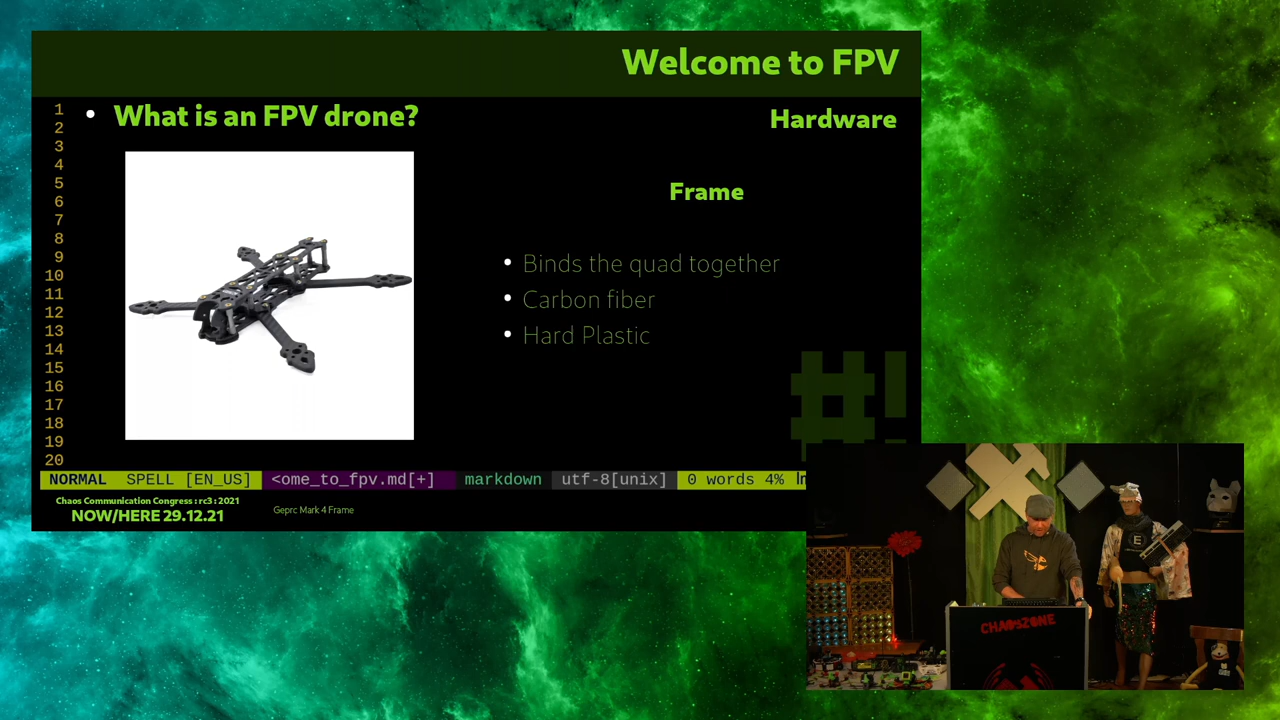 Welcome to FPV
1
2
3
4
5
6
7
8
9
10
11
12
13
14
15
16
17
18
19
20
• What is an FPV drone?
Hardware
Frame
• Binds the quad together
• Carbon fiber
• Hard Plastic
#!
NORMAL SPELL [EN_US] <ome_to_fpv.md[+] markdown utf-8[unix] 0 words 4% ln
Chaos Communication Congress : rc3 : 2021
NOW/HERE 29.12.21
Geprc Mark 4 Frame
E
CHAOSZONE